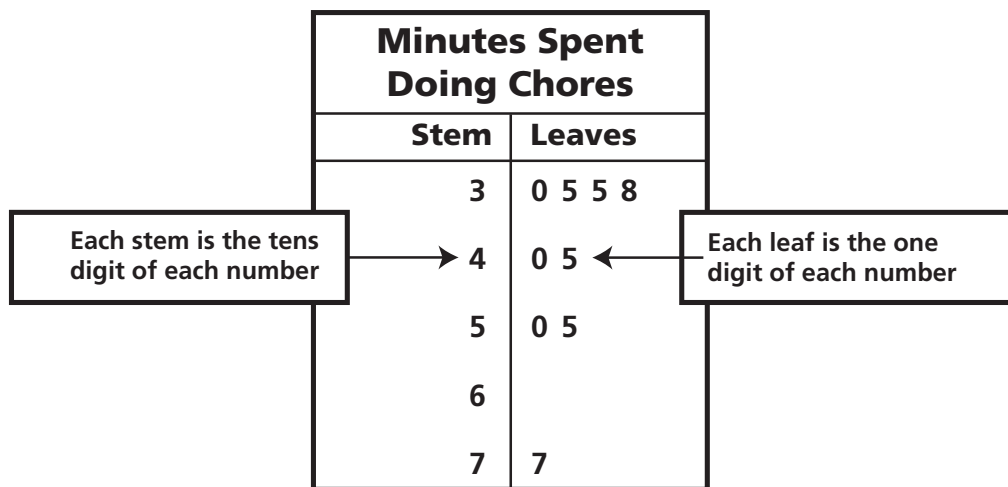 Minutes Spent
Doing Chores
Stem Leaves
3 0 5 5 8
Each stem is the tens
digit of each number
4 0 5
Each leaf is the one
digit of each number
5 0 5
6
7 7